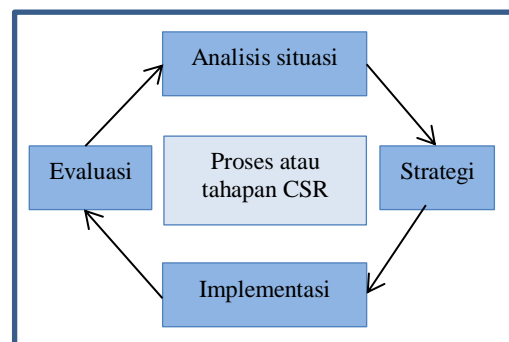 Analisis situasi
Evaluasi
Proses atau
tahapan CSR
Strategi
Implementasi